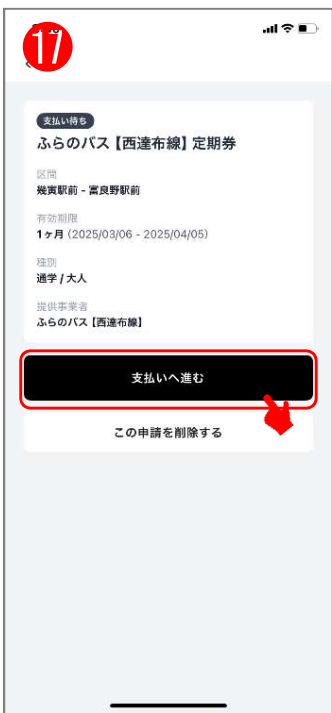 ⑰
支払い待ち
ふらのバス【西達布線】定期券
区間
幾寅駅前 - 富良野駅前
有効期限
1ヶ月（2025/03/06 - 2025/04/05）
種別
通学 / 大人
提供事業者
ふらのバス【西達布線】
支払いへ進む
この申請を削除する